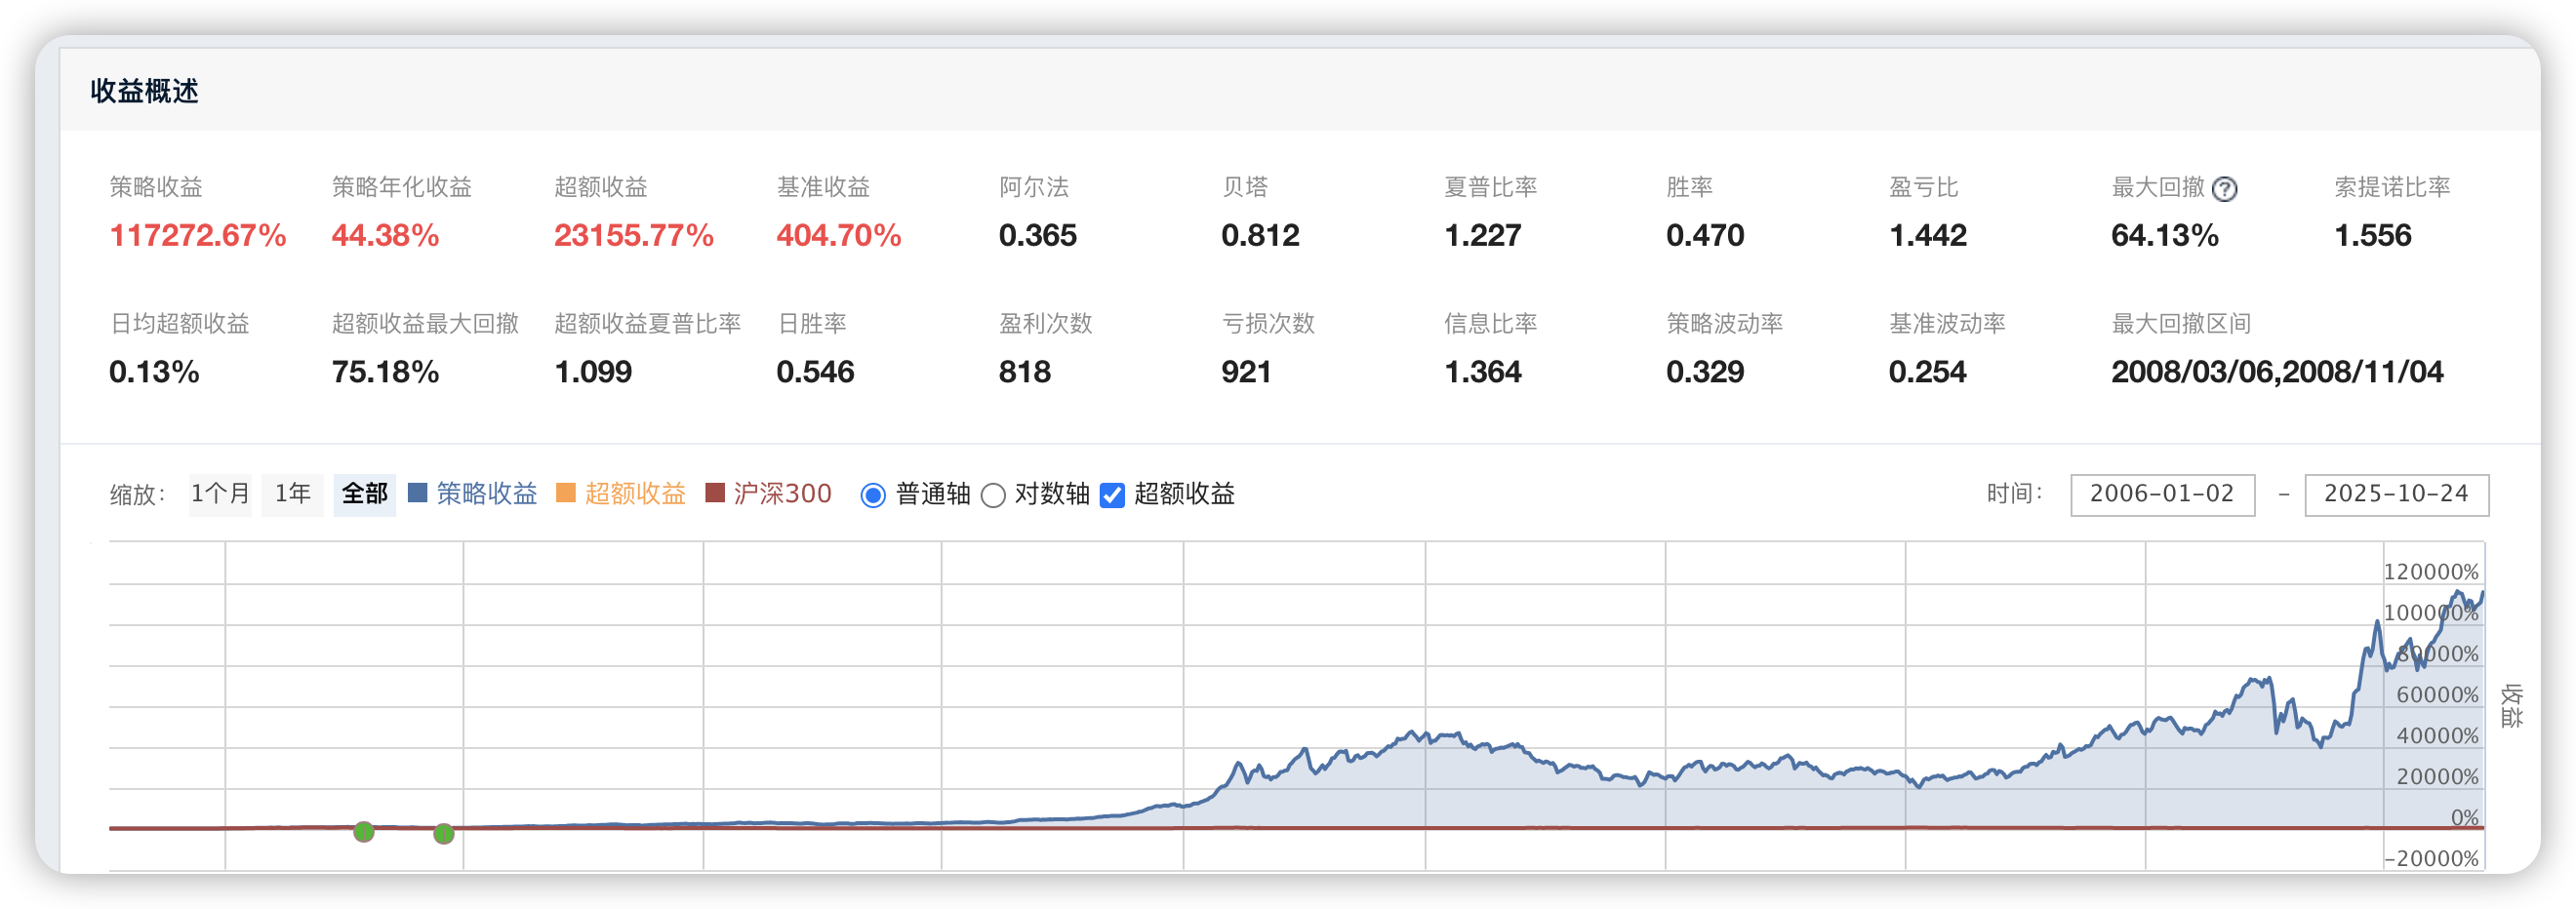 收益概述
策略收益 策略年化收益 超额收益 基准收益 阿尔法 贝塔 夏普比率 胜率 盈亏比 最大回撤 ? 索提诺比率
117272.67% 44.38% 23155.77% 404.70% 0.365 0.812 1.227 0.470 1.442 64.13% 1.556
日均超额收益 超额收益最大回撤 超额收益夏普比率 日胜率 盈利次数 亏损次数 信息比率 策略波动率 基准波动率 最大回撤区间
0.13% 75.18% 1.099 0.546 818 921 1.364 0.329 0.254 2008/03/06,2008/11/04
缩放: 1个月 1年 全部 策略收益 超额收益 沪深300 普通轴 对数轴 超额收益 时间: 2006-01-02 - 2025-10-24
120000%
100000%
80000%
60000%
收益
40000%
20000%
0%
-20000%